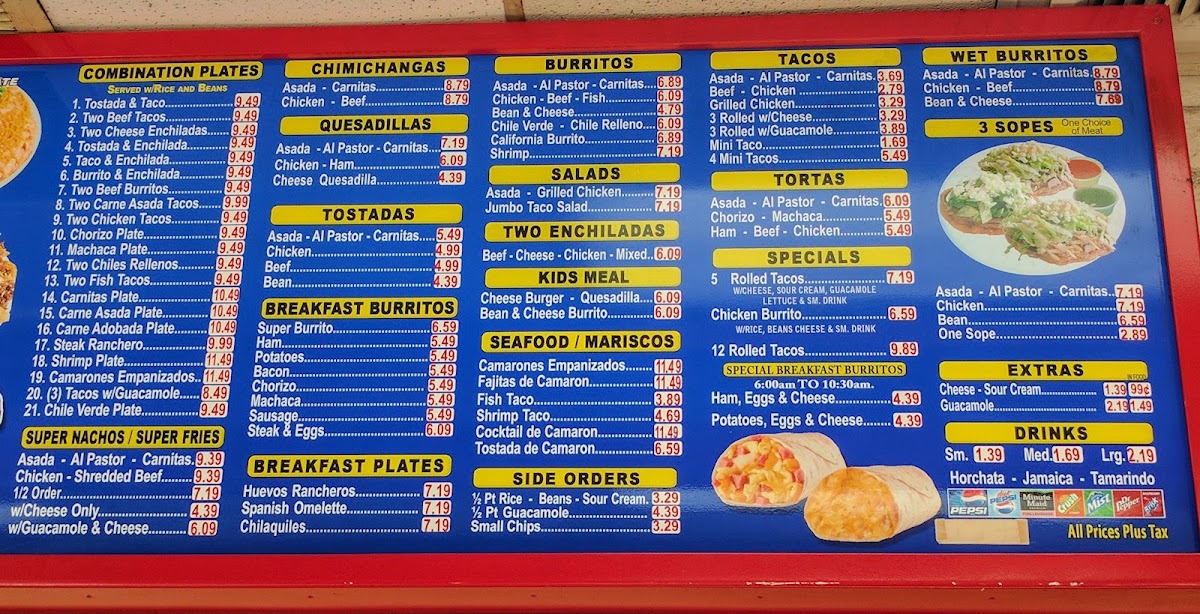 COMBINATION PLATES
SERVED W/RICE AND BEANS
1. Tostada & Taco 9.49
2. Two Beef Tacos 9.49
3. Two Cheese Enchiladas 9.49
4. Tostada & Enchilada 9.49
5. Taco & Enchilada 9.49
6. Burrito & Enchilada 9.49
7. Two Beef Burritos 9.49
8. Two Carne Asada Tacos 9.99
9. Two Chicken Tacos 9.49
10. Chorizo Plate 9.49
11. Machaca Plate 9.49
12. Two Chiles Rellenos 9.49
13. Two Fish Tacos 9.49
14. Carnitas Plate 10.49
15. Carne Asada Plate 10.49
16. Carne Adobada Plate 10.49
17. Steak Ranchero 9.99
18. Shrimp Plate 11.49
19. Camarones Empanizados.. 11.49
20. (3) Tacos w/Guacamole 8.49
21. Chile Verde Plate 9.49
SUPER NACHOS / SUPER FRIES
Asada - Al Pastor - Carnitas. 9.39
Chicken - Shredded Beef 9.39
1/2 Order 7.19
w/Cheese Only 4.39
w/Guacamole & Cheese 6.09
CHIMICHANGAS
Asada - Carnitas 8.79
Chicken - Beef 8.79
QUESADILLAS
Asada - Al Pastor - Carnitas... 7.19
Chicken - Ham 6.09
Cheese Quesadilla 4.39
TOSTADAS
Asada - Al Pastor - Carnitas.... 5.49
Chicken 4.99
Beef 4.99
Bean 4.39
BREAKFAST BURRITOS
Super Burrito 6.59
Ham 5.49
Potatoes 5.49
Bacon 5.49
Chorizo 5.49
Machaca 5.49
Sausage 5.49
Steak & Eggs 6.09
BREAKFAST PLATES
Huevos Rancheros 7.19
Spanish Omelette 7.19
Chilaquiles 7.19
BURRITOS
Asada - Al Pastor - Carnitas... 6.89
Chicken - Beef - Fish 6.09
Bean & Cheese 4.79
Chile Verde - Chile Relleno... 6.09
California Burrito 6.89
Shrimp 7.19
SALADS
Asada - Grilled Chicken 7.19
Jumbo Taco Salad 7.19
TWO ENCHILADAS
Beef - Cheese - Chicken - Mixed.. 6.09
KIDS MEAL
Cheese Burger - Quesadilla.... 6.09
Bean & Cheese Burrito 6.09
SEAFOOD / MARISCOS
Camarones Empanizados 11.49
Fajitas de Camaron 11.49
Fish Taco 3.89
Shrimp Taco 4.69
Cocktail de Camaron 11.49
Tostada de Camaron 6.59
SIDE ORDERS
½ Pt Rice - Beans - Sour Cream. 3.29
½ Pt Guacamole 4.39
Small Chips 3.29
TACOS
Asada - Al Pastor - Carnitas. 3.69
Beef - Chicken 2.79
Grilled Chicken 3.29
3 Rolled w/Cheese 3.29
3 Rolled w/Guacamole 3.89
Mini Taco 1.69
4 Mini Tacos 5.49
TORTAS
Asada - Al Pastor - Carnitas. 6.09
Chorizo - Machaca 5.49
Ham - Beef - Chicken 5.49
SPECIALS
5 Rolled Tacos 7.19
W/CHEESE, SOUR CREAM, GUACAMOLE
LETTUCE & SM. DRINK
Chicken Burrito 6.59
W/RICE, BEANS CHEESE & SM. DRINK
12 Rolled Tacos 9.89
SPECIAL BREAKFAST BURRITOS
6:00am TO 10:30am.
Ham, Eggs & Cheese 4.39
Potatoes, Eggs & Cheese 4.39
WET BURRITOS
Asada - Al Pastor - Carnitas. 8.79
Chicken - Beef 8.79
Bean & Cheese 7.69
3 SOPES One Choice
of Meat
Asada - Al Pastor - Carnitas.. 7.19
Chicken 7.19
Bean 6.59
One Sope 2.89
EXTRAS
IN FOOD
Cheese - Sour Cream 1.39 99¢
Guacamole 2.19 1.49
DRINKS
Sm. 1.39 Med. 1.69 Lrg. 2.19
Horchata - Jamaica - Tamarindo
PEPSI PEPSI Minute Maid Crush Mist Dr Pepper
All Prices Plus Tax